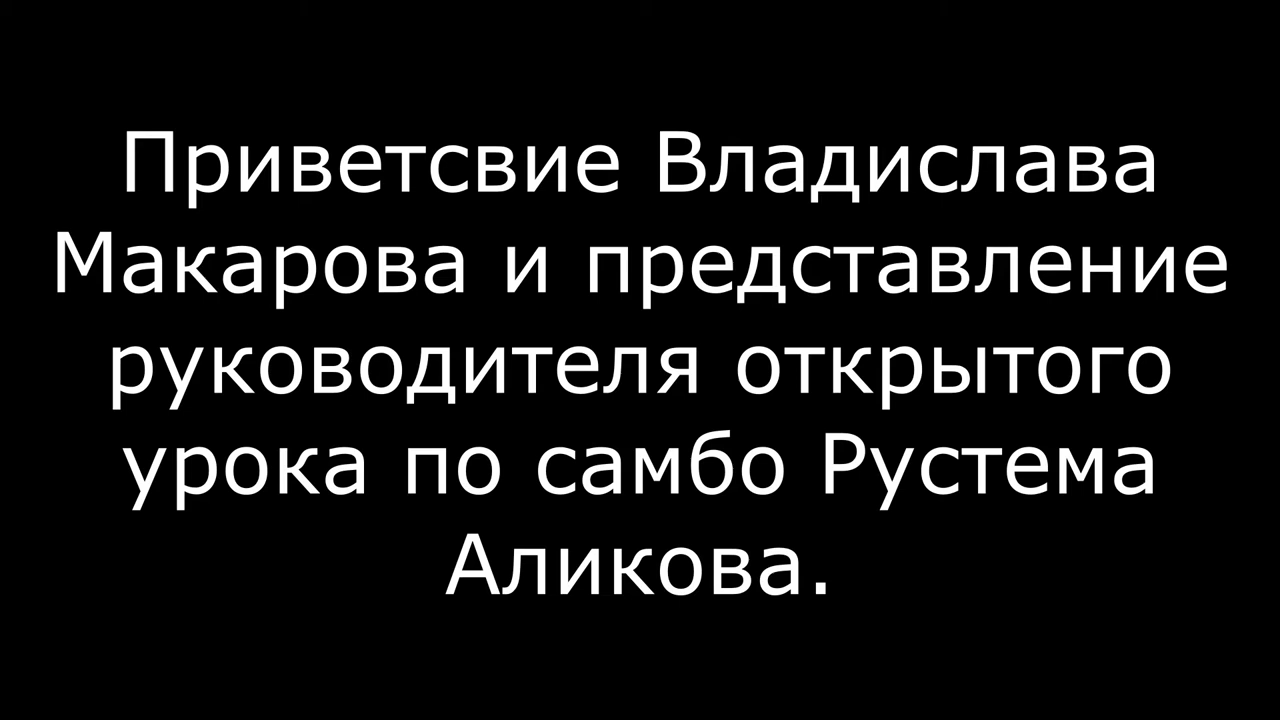 Приветсвие Владислава
Макарова и представление
руководителя открытого
урока по самбо Рустема
Аликова.